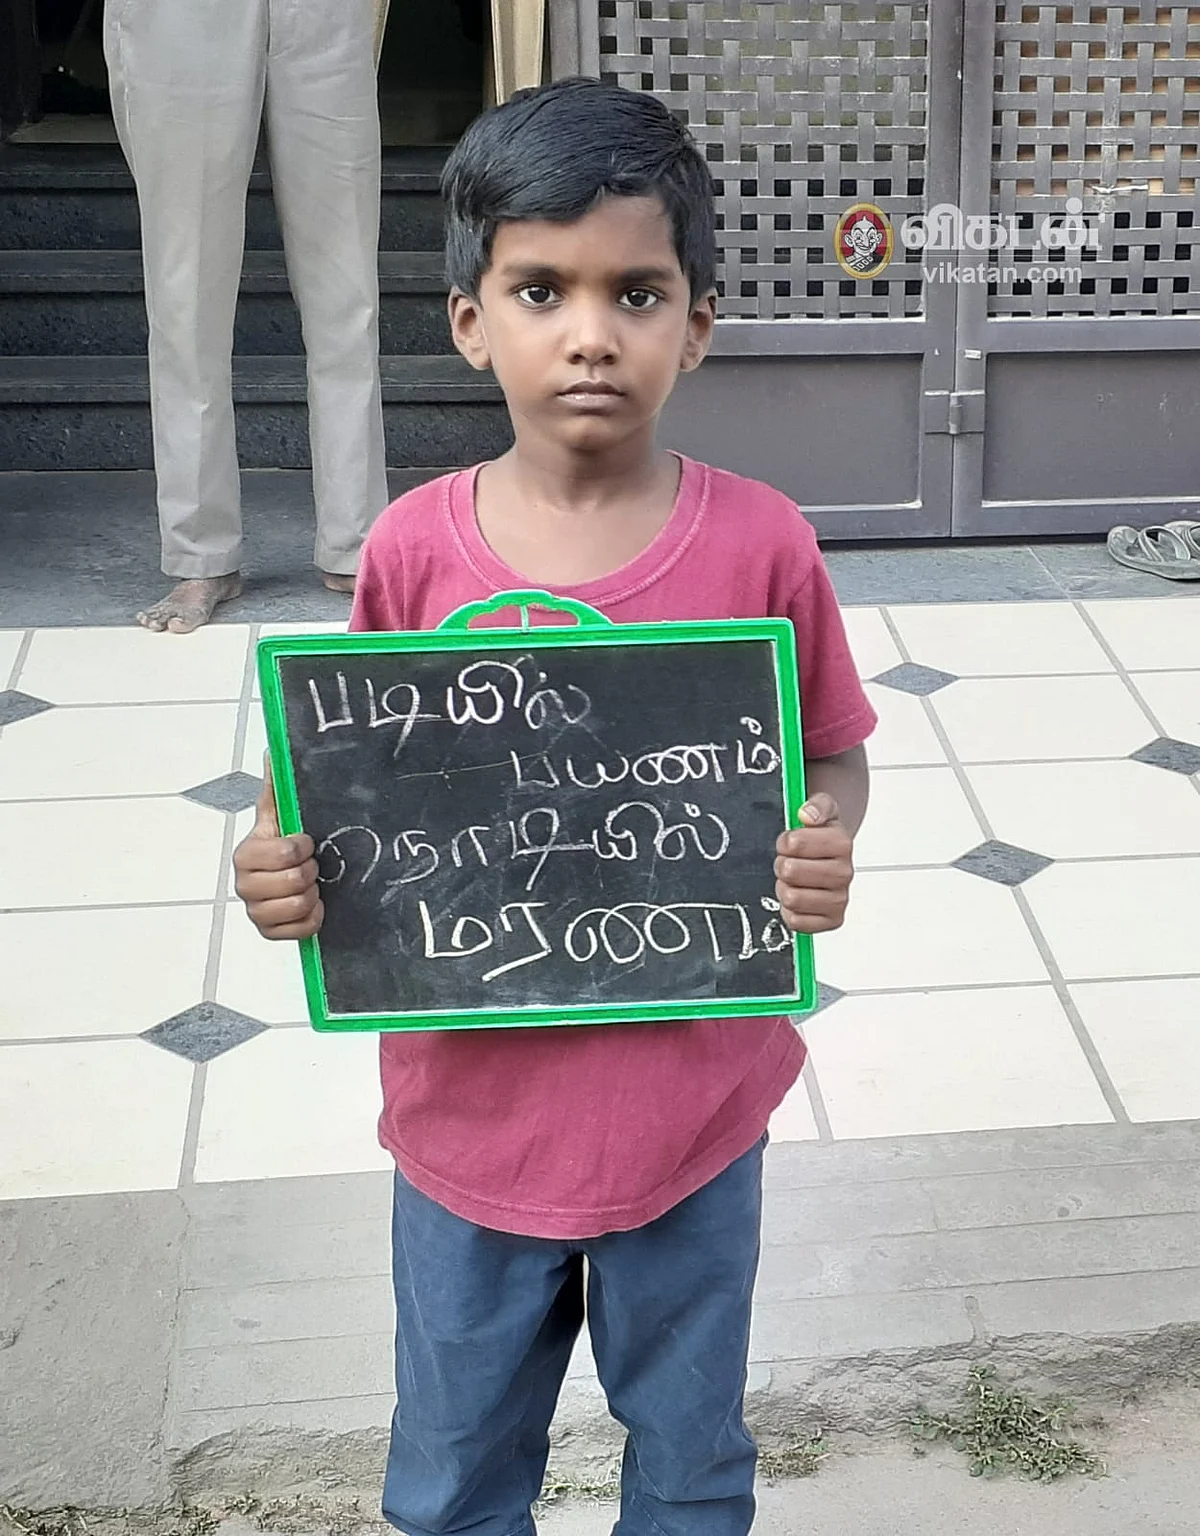 விகடன்
vikatan.com
படியில்
பயணம்
நொடியில்
மரணம்